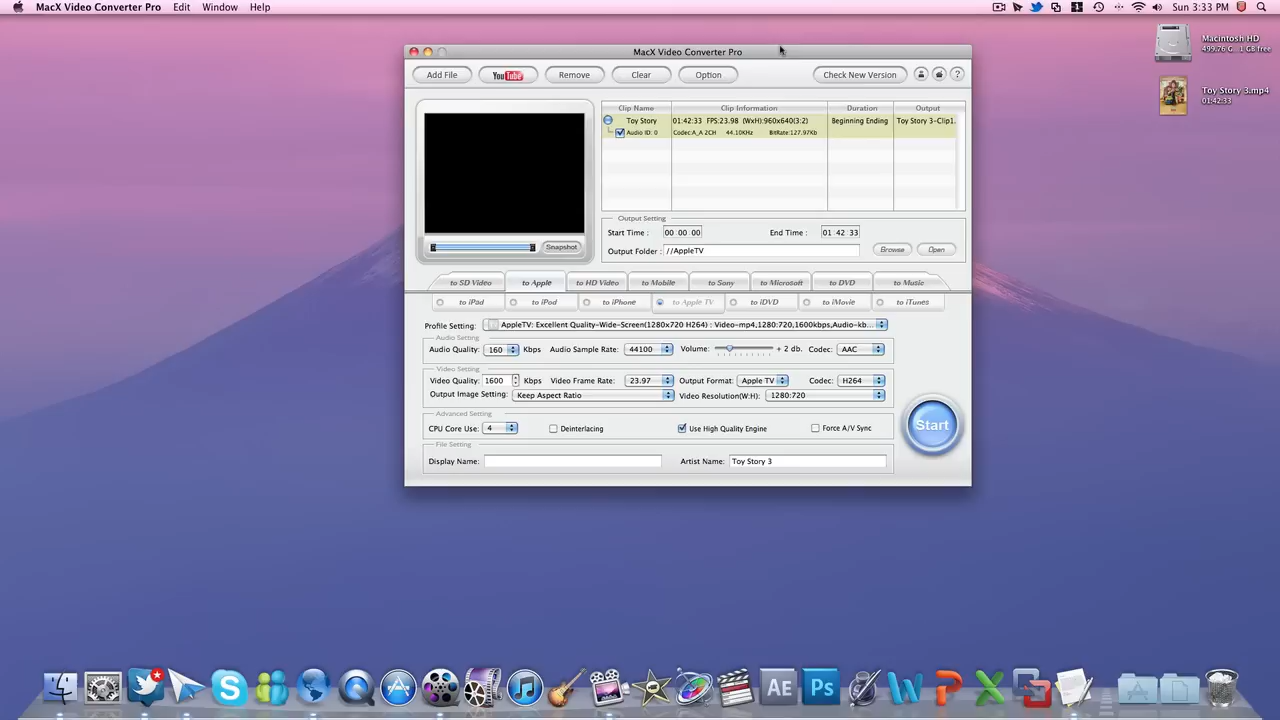 MacX Video Converter Pro Edit Window Help
Sun 3:33 PM
MacX Video Converter Pro
Add File YouTube Remove Clear Option Check New Version ?
Macintosh HD
499.76 G, 1 GB free
Toy Story 3.mp4
01:42:33
Clip Name Clip Information Duration Output
Toy Story 01:42:33 FPS:23.98 (WxH):960x640(3:2) Beginning Ending Toy Story 3-Clip1.
Audio ID: 0 Codec:A_A 2CH 44.10KHz BitRate:127.97Kb
Output Setting
Start Time : 00 00 00 End Time : 01 42 33
Snapshot
Output Folder : //AppleTV Browse Open
to SD Video to Apple to HD Video to Mobile to Sony to Microsoft to DVD to Music
to iPad to iPod to iPhone to Apple TV to iDVD to iMovie to iTunes
Profile Setting: AppleTV: Excellent Quality-Wide-Screen(1280x720 H264) : Video-mp4,1280:720,1600kbps,Audio-kb...
Audio Setting
Audio Quality: 160 Kbps Audio Sample Rate: 44100 Volume: + 2 db. Codec: AAC
Video Setting
Video Quality: 1600 Kbps Video Frame Rate: 23.97 Output Format: Apple TV Codec: H264
Output Image Setting: Keep Aspect Ratio Video Resolution(W:H): 1280:720
Advanced Setting
CPU Core Use: 4 Deinterlacing Use High Quality Engine Force A/V Sync
Start
File Setting
Display Name: Artist Name: Toy Story 3
AE Ps